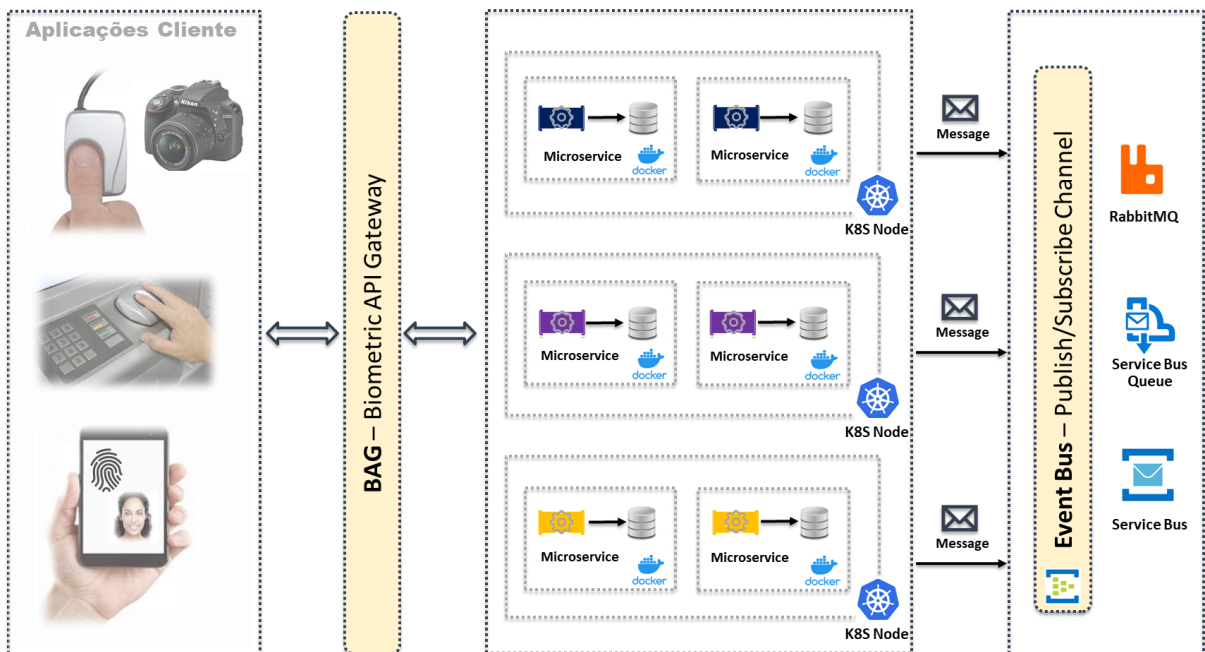 Aplicações Cliente
Nikon
BAG – Biometric API Gateway
Microservice
docker
Microservice
docker
K8S Node
Microservice
docker
Microservice
docker
K8S Node
Microservice
docker
Microservice
docker
K8S Node
Message
Message
Message
Event Bus – Publish/Subscribe Channel
RabbitMQ
Service Bus
Queue
Service Bus